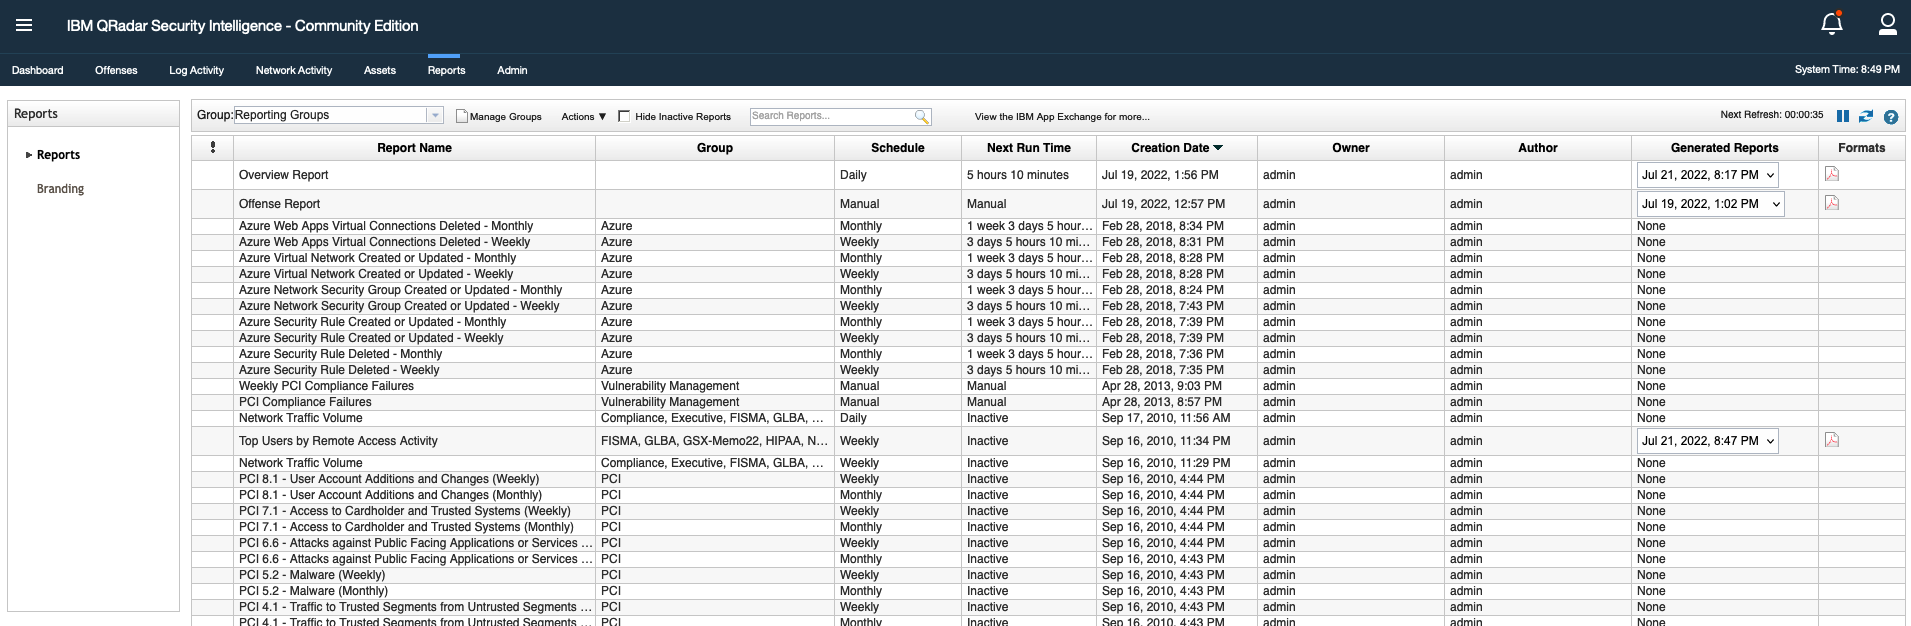 IBM QRadar Security Intelligence - Community Edition
Dashboard Offenses Log Activity Network Activity Assets Reports Admin System Time: 8:49 PM
Reports
Reports
Branding
Group: Reporting Groups Manage Groups Actions ▼ Hide Inactive Reports Search Reports... View the IBM App Exchange for more... Next Refresh: 00:00:35
Report Name Group Schedule Next Run Time Creation Date Owner Author Generated Reports Formats
Overview Report Daily 5 hours 10 minutes Jul 19, 2022, 1:56 PM admin admin Jul 21, 2022, 8:17 PM
Offense Report Manual Manual Jul 19, 2022, 12:57 PM admin admin Jul 19, 2022, 1:02 PM
Azure Web Apps Virtual Connections Deleted - Monthly Azure Monthly 1 week 3 days 5 hour... Feb 28, 2018, 8:34 PM admin admin None
Azure Web Apps Virtual Connections Deleted - Weekly Azure Weekly 3 days 5 hours 10 mi... Feb 28, 2018, 8:31 PM admin admin None
Azure Virtual Network Created or Updated - Monthly Azure Monthly 1 week 3 days 5 hour... Feb 28, 2018, 8:28 PM admin admin None
Azure Virtual Network Created or Updated - Weekly Azure Weekly 3 days 5 hours 10 mi... Feb 28, 2018, 8:28 PM admin admin None
Azure Network Security Group Created or Updated - Monthly Azure Monthly 1 week 3 days 5 hour... Feb 28, 2018, 8:24 PM admin admin None
Azure Network Security Group Created or Updated - Weekly Azure Weekly 3 days 5 hours 10 mi... Feb 28, 2018, 7:43 PM admin admin None
Azure Security Rule Created or Updated - Monthly Azure Monthly 1 week 3 days 5 hour... Feb 28, 2018, 7:39 PM admin admin None
Azure Security Rule Created or Updated - Weekly Azure Weekly 3 days 5 hours 10 mi... Feb 28, 2018, 7:39 PM admin admin None
Azure Security Rule Deleted - Monthly Azure Monthly 1 week 3 days 5 hour... Feb 28, 2018, 7:36 PM admin admin None
Azure Security Rule Deleted - Weekly Azure Weekly 3 days 5 hours 10 mi... Feb 28, 2018, 7:35 PM admin admin None
Weekly PCI Compliance Failures Vulnerability Management Manual Manual Apr 28, 2013, 9:03 PM admin admin None
PCI Compliance Failures Vulnerability Management Manual Manual Apr 28, 2013, 8:57 PM admin admin None
Network Traffic Volume Compliance, Executive, FISMA, GLBA, ... Daily Inactive Sep 17, 2010, 11:56 AM admin admin None
Top Users by Remote Access Activity FISMA, GLBA, GSX-Memo22, HIPAA, N... Weekly Inactive Sep 16, 2010, 11:34 PM admin admin Jul 21, 2022, 8:47 PM
Network Traffic Volume Compliance, Executive, FISMA, GLBA, ... Weekly Inactive Sep 16, 2010, 11:29 PM admin admin None
PCI 8.1 - User Account Additions and Changes (Weekly) PCI Weekly Inactive Sep 16, 2010, 4:44 PM admin admin None
PCI 8.1 - User Account Additions and Changes (Monthly) PCI Monthly Inactive Sep 16, 2010, 4:44 PM admin admin None
PCI 7.1 - Access to Cardholder and Trusted Systems (Weekly) PCI Weekly Inactive Sep 16, 2010, 4:44 PM admin admin None
PCI 7.1 - Access to Cardholder and Trusted Systems (Monthly) PCI Monthly Inactive Sep 16, 2010, 4:44 PM admin admin None
PCI 6.6 - Attacks against Public Facing Applications or Services ... PCI Weekly Inactive Sep 16, 2010, 4:44 PM admin admin None
PCI 6.6 - Attacks against Public Facing Applications or Services ... PCI Monthly Inactive Sep 16, 2010, 4:43 PM admin admin None
PCI 5.2 - Malware (Weekly) PCI Weekly Inactive Sep 16, 2010, 4:43 PM admin admin None
PCI 5.2 - Malware (Monthly) PCI Monthly Inactive Sep 16, 2010, 4:43 PM admin admin None
PCI 4.1 - Traffic to Trusted Segments from Untrusted Segments ... PCI Weekly Inactive Sep 16, 2010, 4:43 PM admin admin None
PCI 4.1 - Traffic to Trusted Segments from Untrusted Segments ... PCI Monthly Inactive Sep 16, 2010, 4:43 PM admin admin None